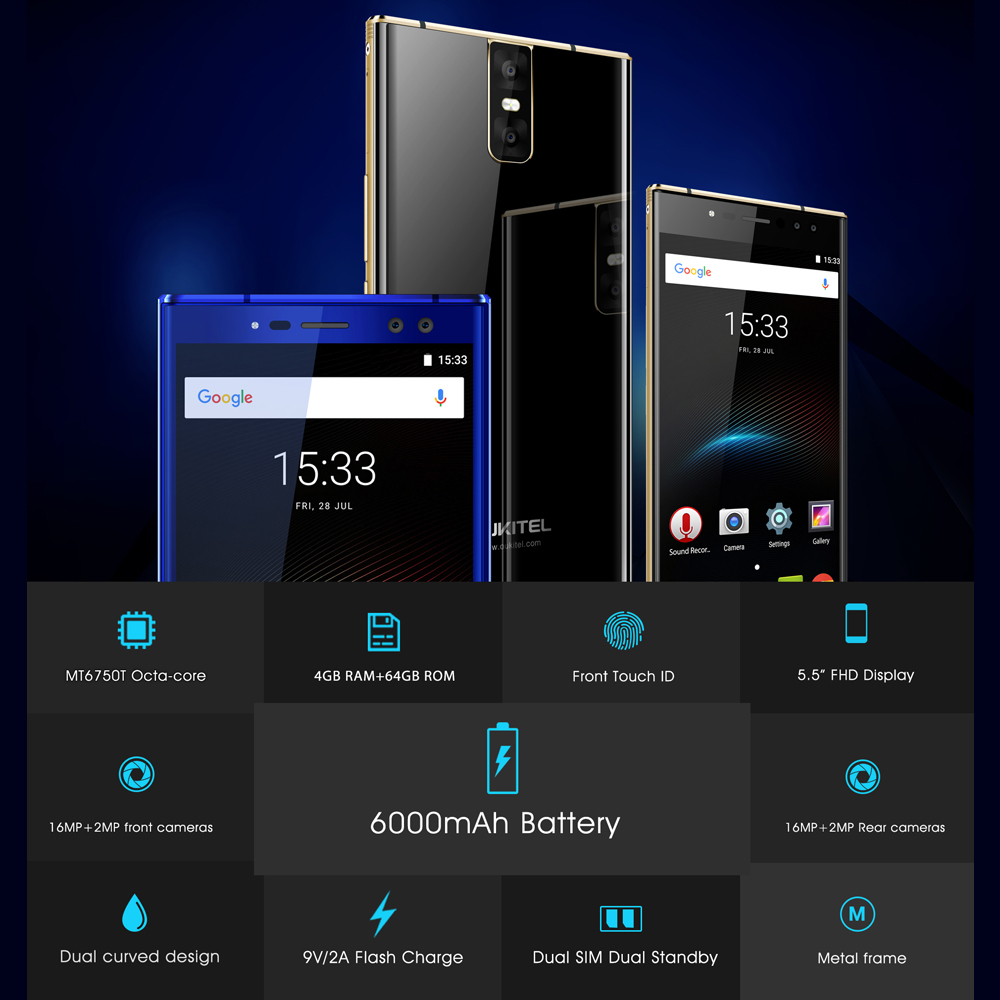 15:33
Google
15:33
FRI, 28 JUL
15:33
Google
15:33
FRI, 28 JUL
UKITEL
w.oukitel.com
Sound Recor..
Camera
Settings
Gallery
MT6750T Octa-core
4GB RAM+64GB ROM
Front Touch ID
5.5” FHD Display
16MP+2MP front cameras
6000mAh Battery
16MP+2MP Rear cameras
M
Dual curved design
9V/2A Flash Charge
Dual SIM Dual Standby
Metal frame